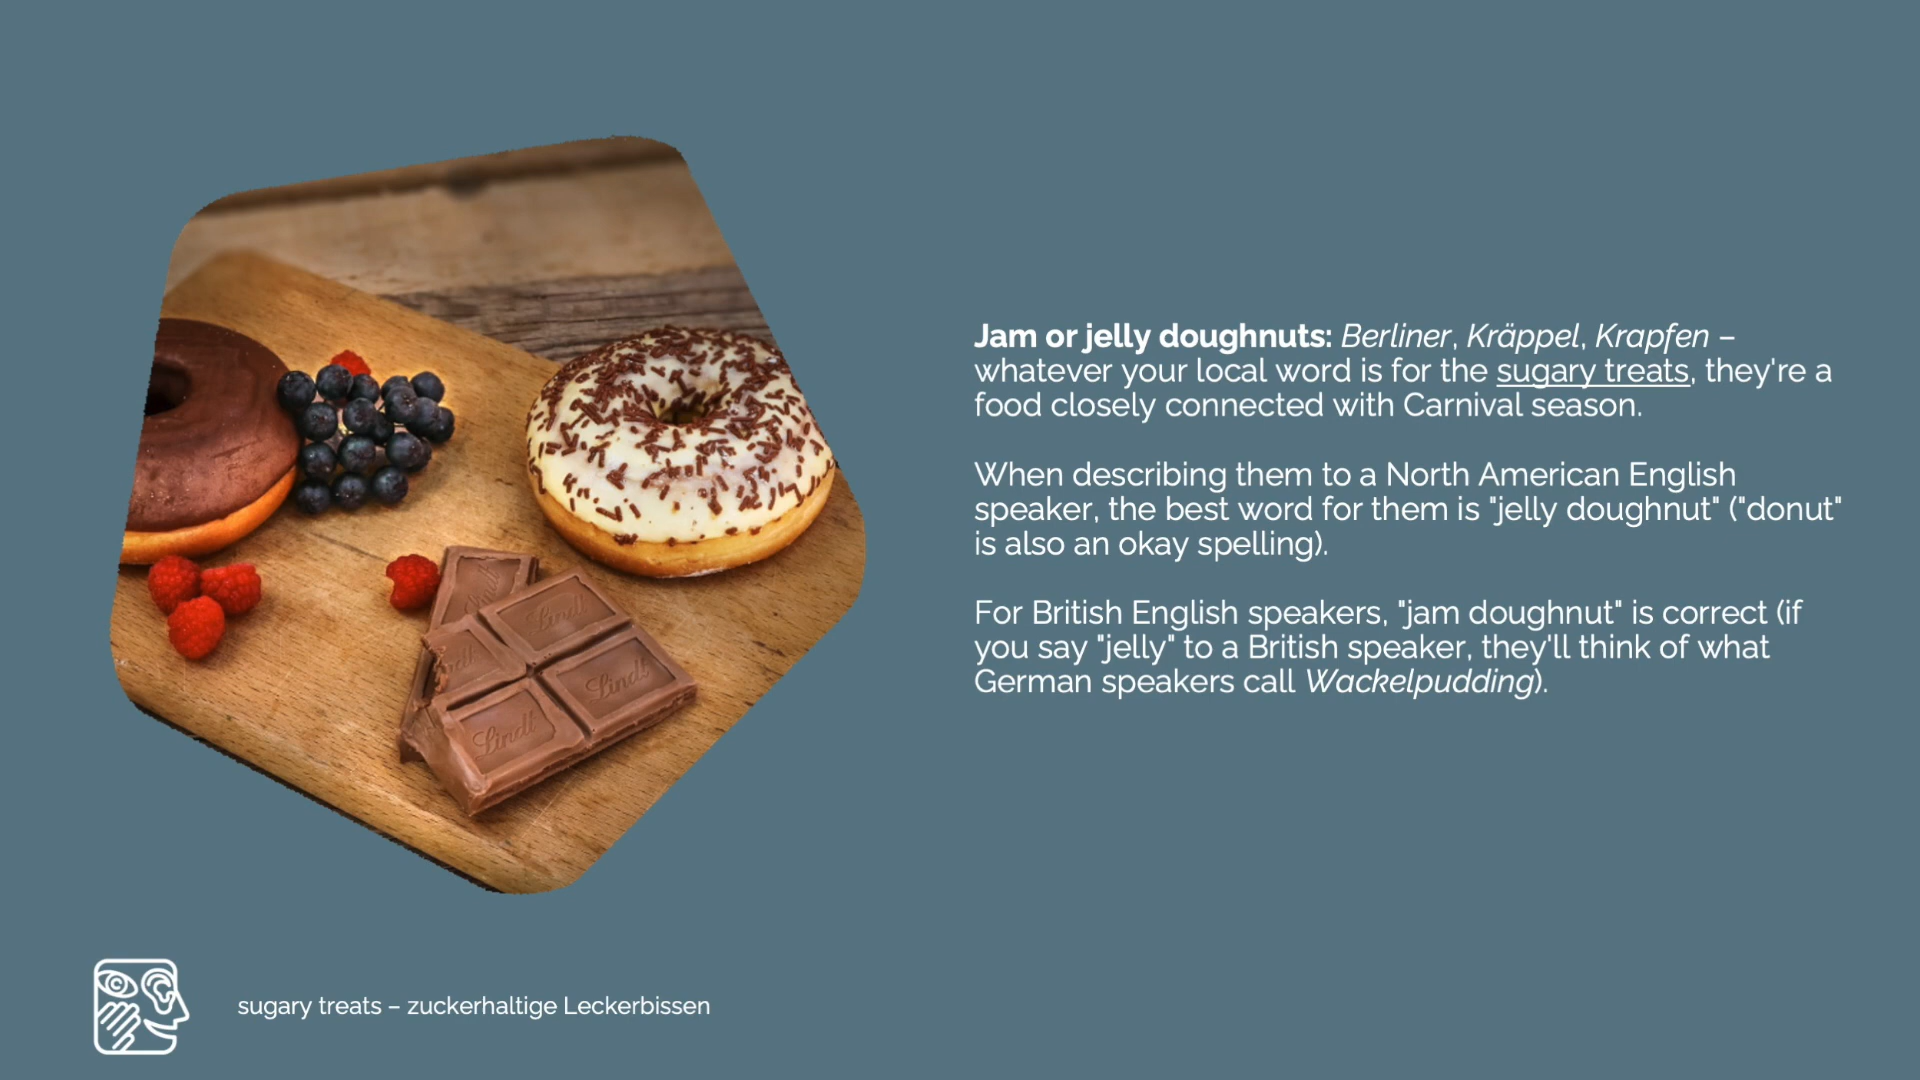 Jam or jelly doughnuts: Berliner, Kräppel, Krapfen –
whatever your local word is for the sugary treats, they're a
food closely connected with Carnival season.
When describing them to a North American English
speaker, the best word for them is "jelly doughnut" ("donut"
is also an okay spelling).
For British English speakers, "jam doughnut" is correct (if
you say "jelly" to a British speaker, they'll think of what
German speakers call Wackelpudding).
Lindt
Lindt
Lindt
sugary treats – zuckerhaltige Leckerbissen